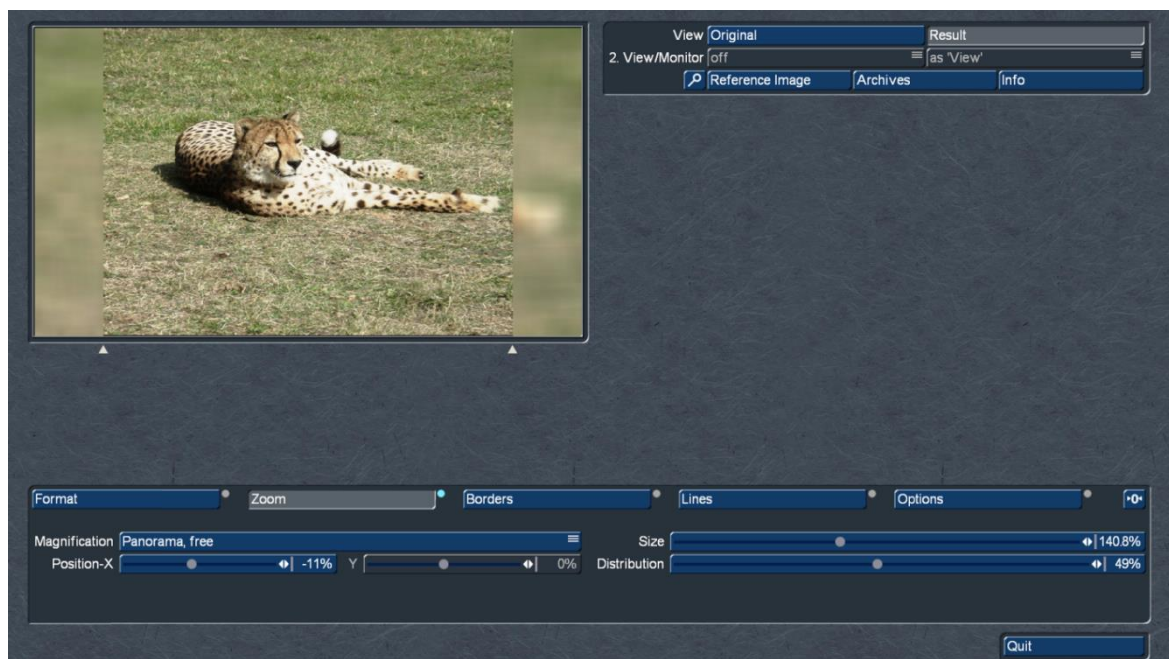 View Original Result
2. View/Monitor off as 'View'
Reference Image Archives Info
Format Zoom Borders Lines Options
Magnification Panorama, free Size 140.8%
Position-X -11% Y 0% Distribution 49%
Quit